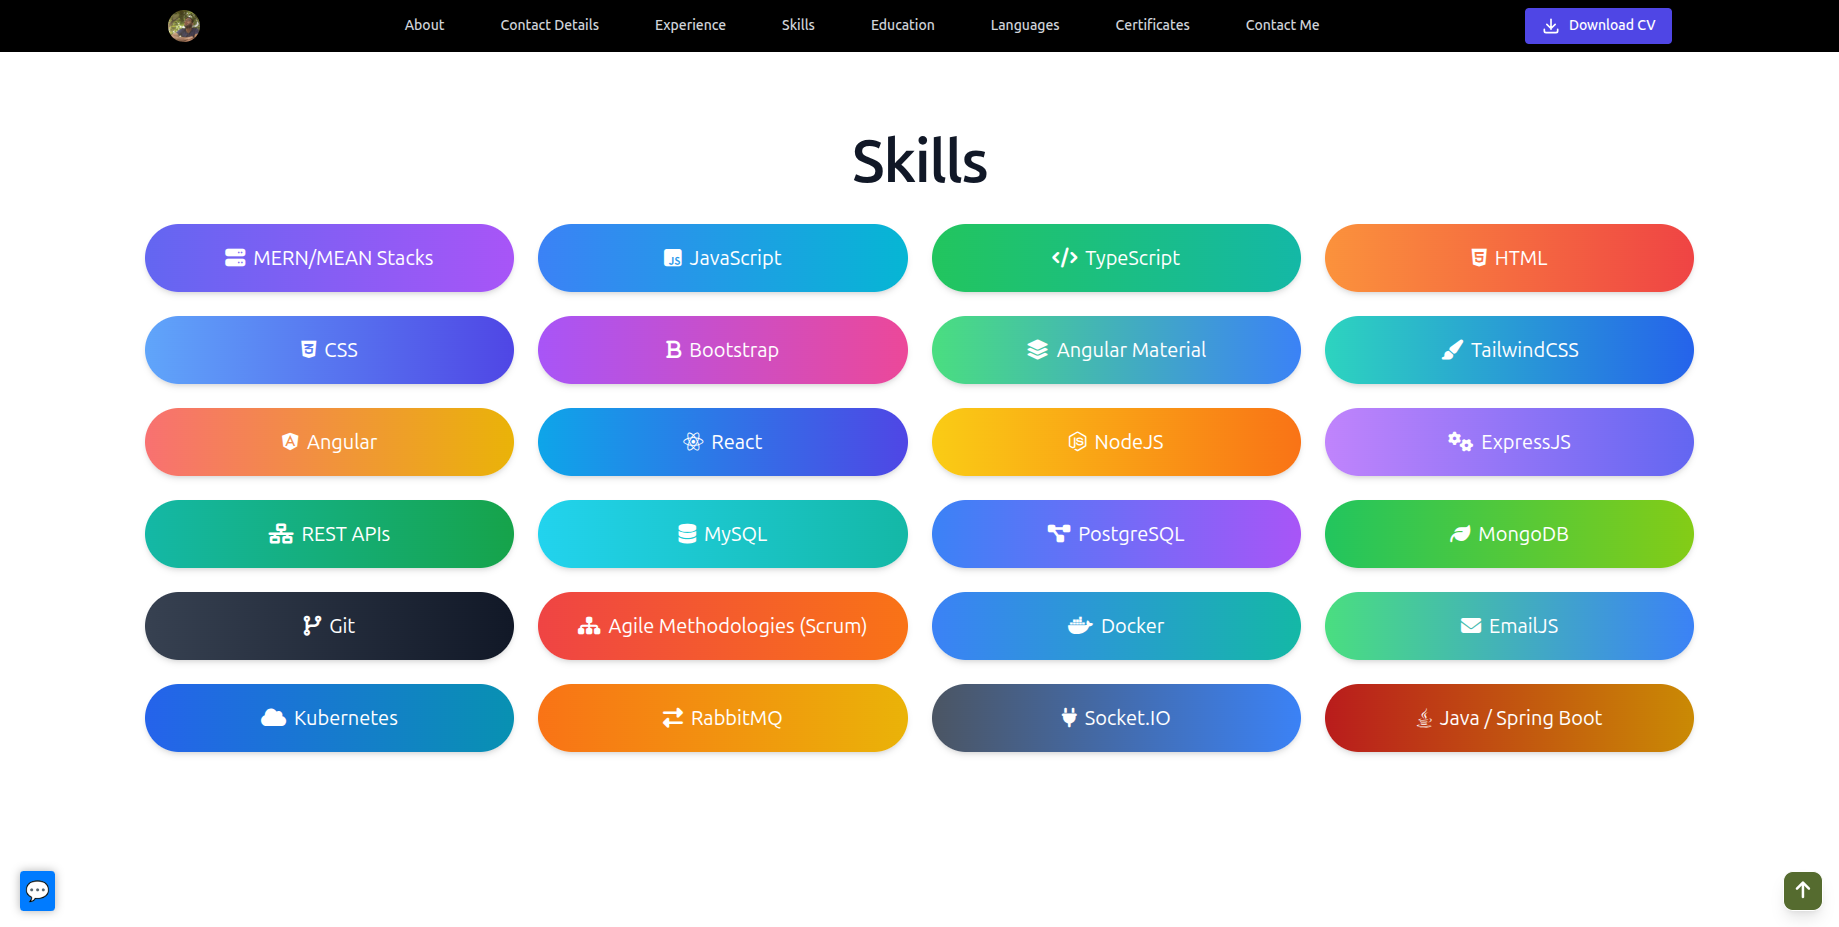 About
Contact Details
Experience
Skills
Education
Languages
Certificates
Contact Me
Download CV
Skills
MERN/MEAN Stacks
JavaScript
TypeScript
HTML
CSS
Bootstrap
Angular Material
TailwindCSS
Angular
React
NodeJS
ExpressJS
REST APIs
MySQL
PostgreSQL
MongoDB
Git
Agile Methodologies (Scrum)
Docker
EmailJS
Kubernetes
RabbitMQ
Socket.IO
Java / Spring Boot